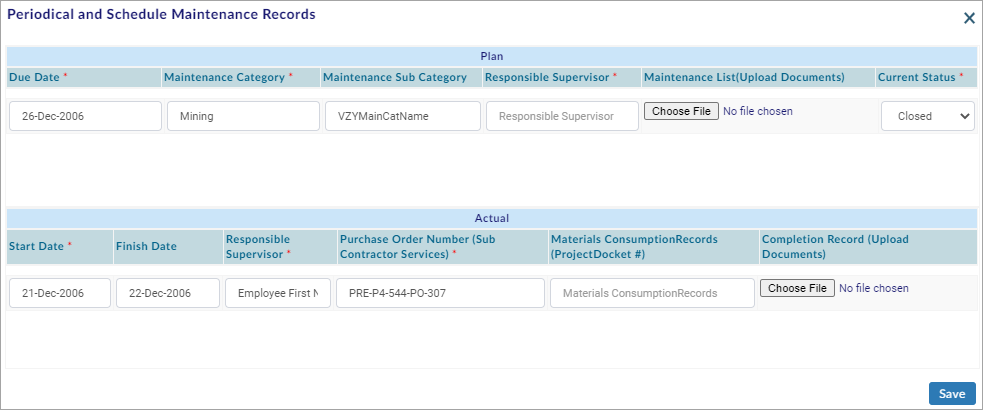 Periodical and Schedule Maintenance Records
Plan
Due Date * Maintenance Category * Maintenance Sub Category Responsible Supervisor * Maintenance List(Upload Documents) Current Status *
26-Dec-2006 Mining VZYMainCatName Responsible Supervisor Choose File No file chosen Closed
Actual
Start Date * Finish Date Responsible Supervisor * Purchase Order Number (Sub Contractor Services) * Materials ConsumptionRecords (ProjectDocket #) Completion Record (Upload Documents)
21-Dec-2006 22-Dec-2006 Employee First N PRE-P4-544-PO-307 Materials ConsumptionRecords Choose File No file chosen
Save